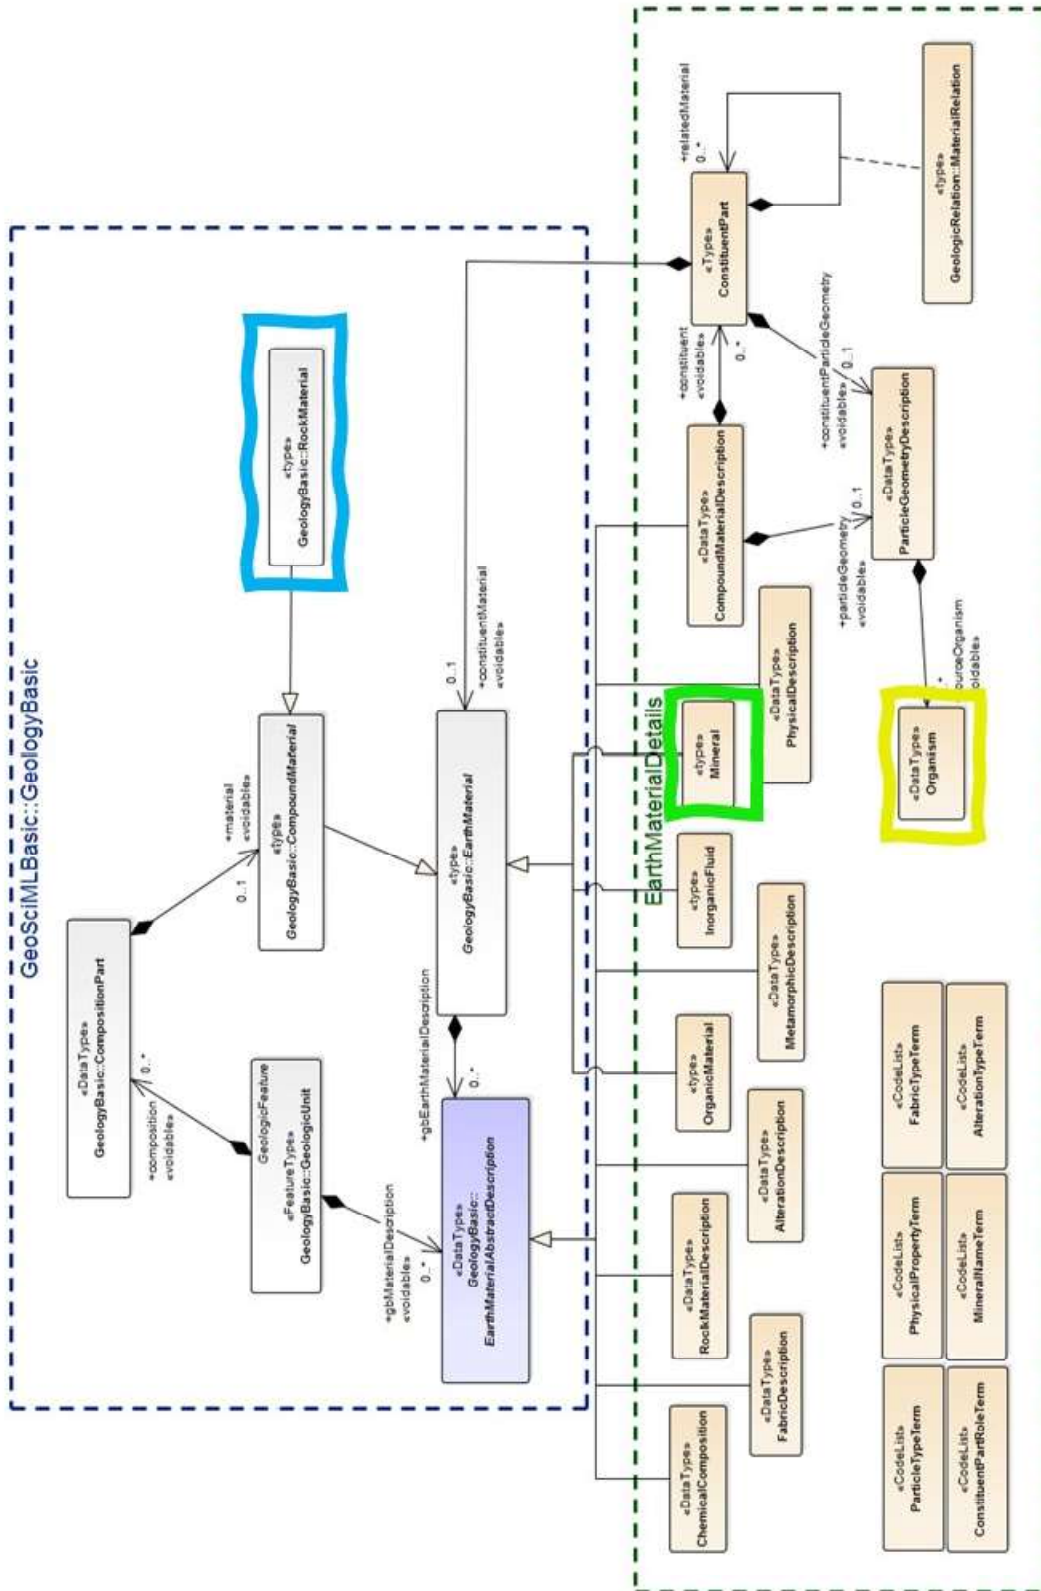 GeoSciMLBasic::GeologyBasic
«DataType»
GeologyBasic::CompositionPart
+composition
«voidable»
0..*
+material
«voidable»
0..1
GeologicFeature
«FeatureType»
GeologyBasic::GeologicUnit
«type»
GeologyBasic::CompoundMaterial
«type»
GeologyBasic::RockMaterial
+gbMaterialDescription
«voidable»
0..*
«DataType»
GeologyBasic::
EarthMaterialAbstractDescription
+gbEarthMaterialDescription
0..*
«type»
GeologyBasic::EarthMaterial
0..1
+constituentMaterial
«voidable»
EarthMaterialDetails
«DataType»
ChemicalComposition
«DataType»
FabricDescription
«DataType»
RockMaterialDescription
«DataType»
AlterationDescription
«type»
OrganicMaterial
«DataType»
MetamorphicDescription
«type»
InorganicFluid
«type»
Mineral
«DataType»
PhysicalDescription
«DataType»
CompoundMaterialDescription
+constituent
«voidable»
0..*
«Type»
ConstituentPart
+relatedMaterial
0..*
+particleGeometry
«voidable»
0..1
+constituentParticleGeometry
«voidable»
0..1
«DataType»
ParticleGeometryDescription
«type»
GeologicRelation::MaterialRelation
«DataType»
Organism
ourceOrganism
oidable»
..*
«CodeList»
ParticleTypeTerm
«CodeList»
PhysicalPropertyTerm
«CodeList»
FabricTypeTerm
«CodeList»
ConstituentPartRoleTerm
«CodeList»
MineralNameTerm
«CodeList»
AlterationTypeTerm